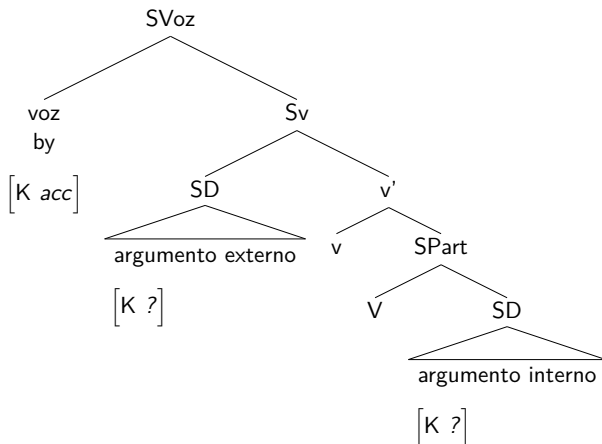 SVoz
voz Sv
by
[K acc] SD v'
argumento externo v SPart
[K ?] V SD
argumento interno
[K ?]